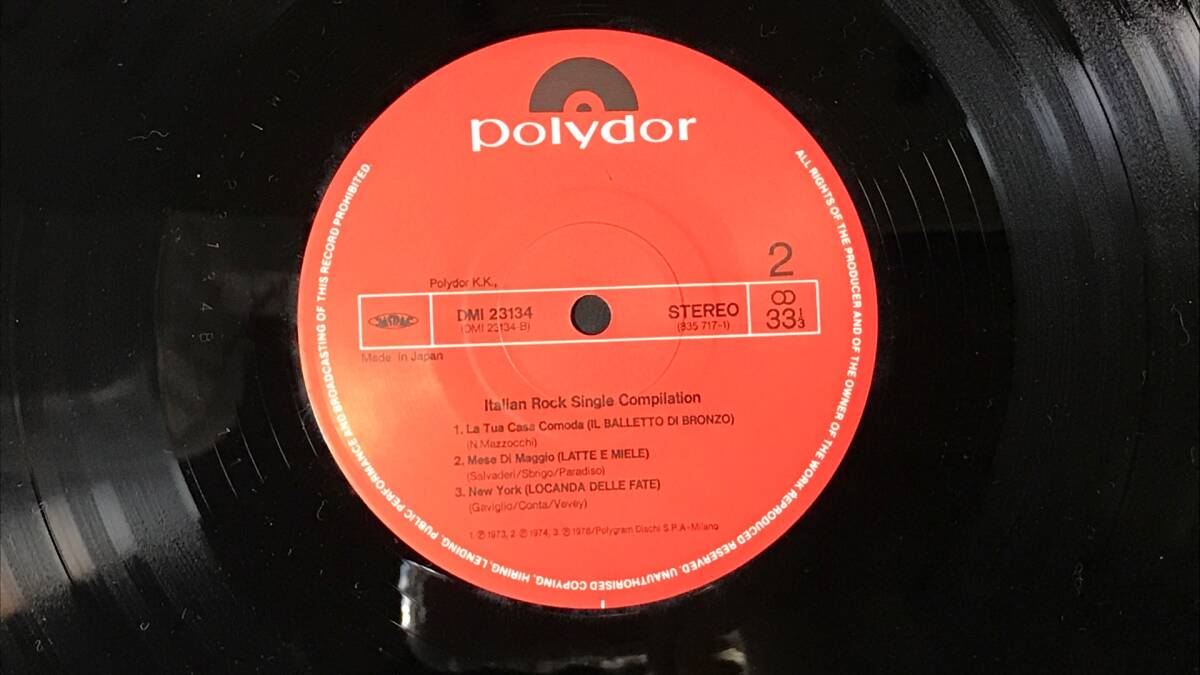 polydor
2
Polydor K.K.,
JASRAC
DMI 23134
(DMI 23134-B)
STEREO
(835 717-1)
33⅓
Made in Japan
Italian Rock Single Compilation
1. La Tua Casa Comoda (IL BALLETTO DI BRONZO)
(N.Mazzocchi)
2. Mese Di Maggio (LATTE E MIELE)
(Salvaderi/Sbrigo/Paradiso)
3. New York (LOCANDA DELLE FATE)
(Gaviglio/Conta/Vevey)
1. ℗ 1973, 2. ℗ 1974, 3. ℗ 1978/Polygram Dischi S.P.A-Milano
ALL RIGHTS OF THE PRODUCER AND OF THE OWNER OF THE WORK REPRODUCED RESERVED. UNAUTHORISED COPYING, HIRING, LENDING, PUBLIC PERFORMANCE AND BROADCASTING OF THIS RECORD PROHIBITED.